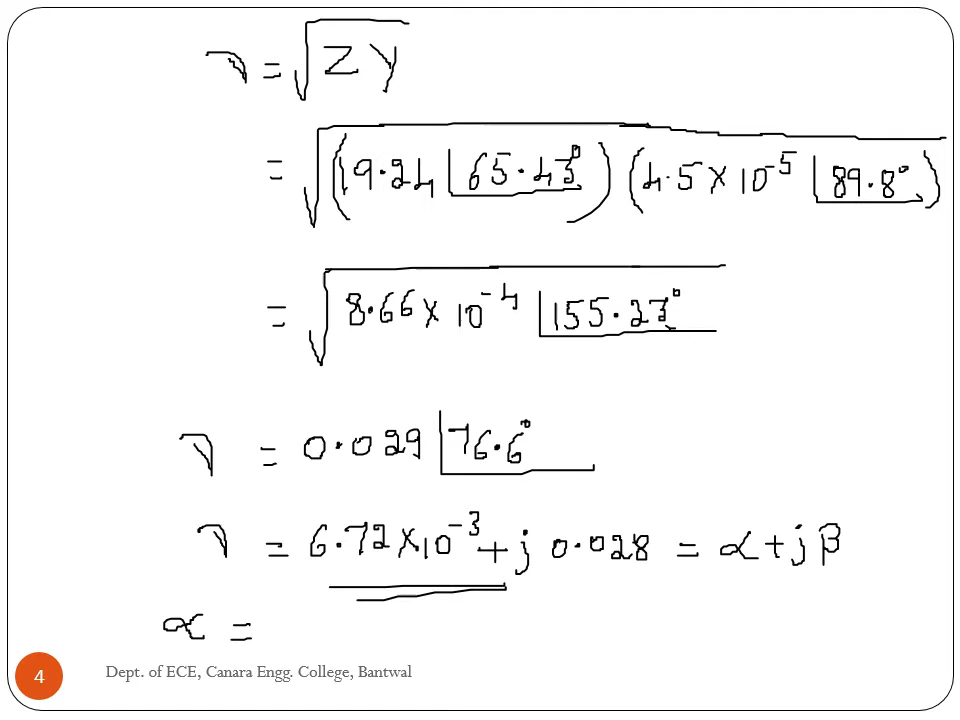 γ = √ZY
= √(19.24 ∠65.43°) (4.5 × 10⁻⁵ ∠89.8°)
= √8.66 × 10⁻⁴ ∠155.23°
γ = 0.029 ∠76.6°
γ = 6.72 × 10⁻³ + j 0.028 = α + j β
α =
4 Dept. of ECE, Canara Engg. College, Bantwal